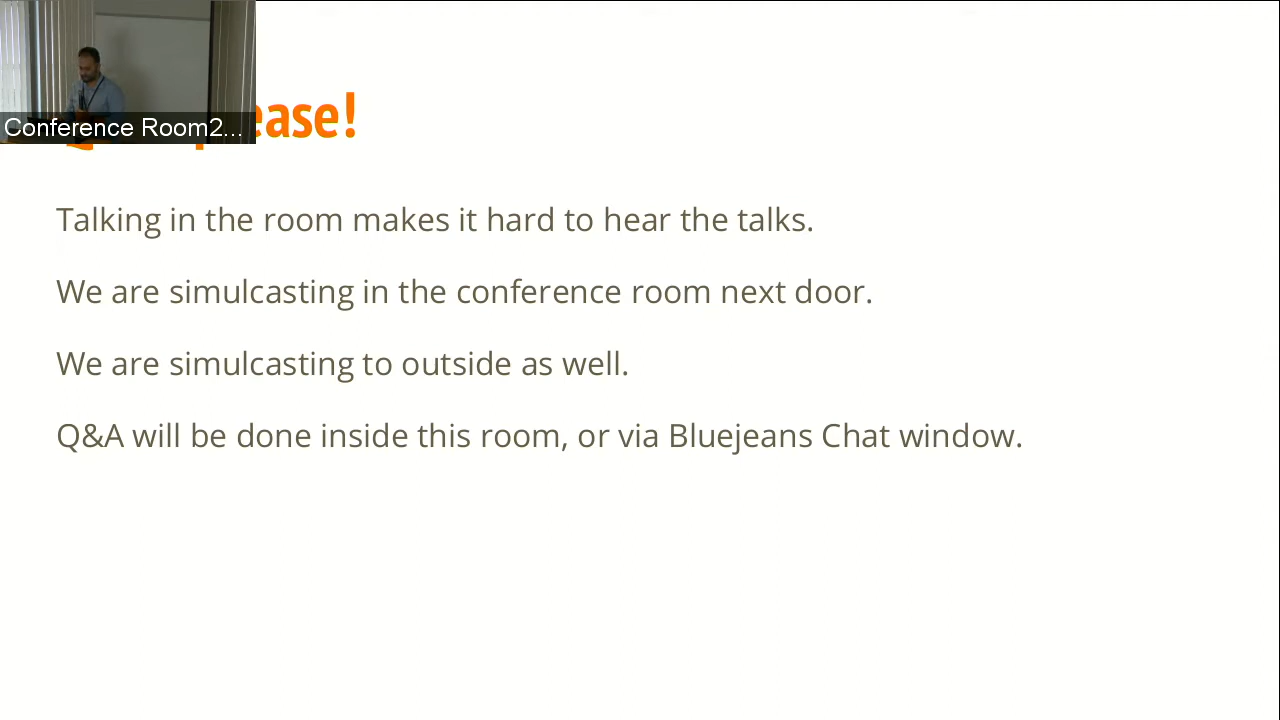 Conference Room2...
ease!
Talking in the room makes it hard to hear the talks.
We are simulcasting in the conference room next door.
We are simulcasting to outside as well.
Q&A will be done inside this room, or via Bluejeans Chat window.